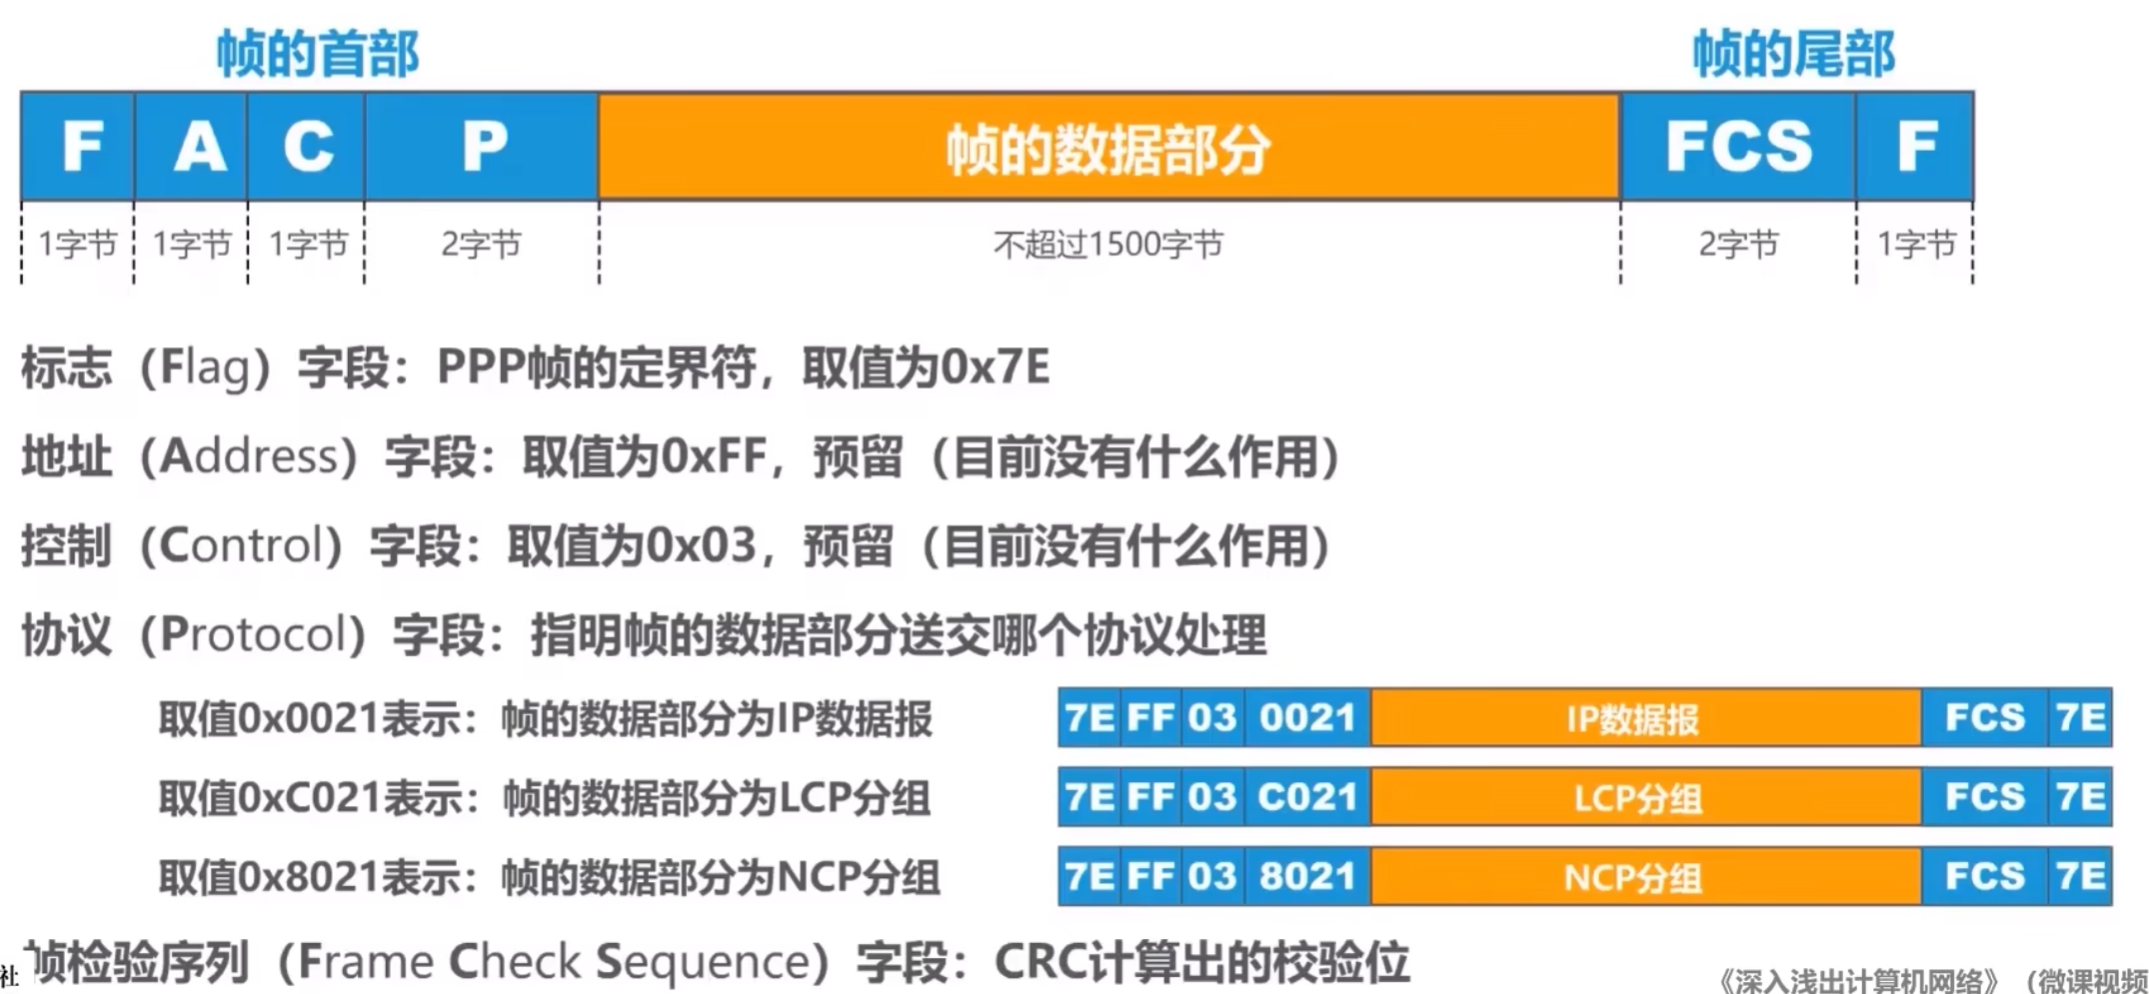 帧的首部
帧的尾部
F A C P 帧的数据部分 FCS F
1字节 1字节 1字节 2字节 不超过1500字节 2字节 1字节
标志（Flag）字段：PPP帧的定界符，取值为0x7E
地址（Address）字段：取值为0xFF，预留（目前没有什么作用）
控制（Control）字段：取值为0x03，预留（目前没有什么作用）
协议（Protocol）字段：指明帧的数据部分送交哪个协议处理
取值0x0021表示：帧的数据部分为IP数据报
7E FF 03 0021 IP数据报 FCS 7E
取值0xC021表示：帧的数据部分为LCP分组
7E FF 03 C021 LCP分组 FCS 7E
取值0x8021表示：帧的数据部分为NCP分组
7E FF 03 8021 NCP分组 FCS 7E
帧检验序列（Frame Check Sequence）字段：CRC计算出的校验位
社
《深入浅出计算机网络》（微课视频